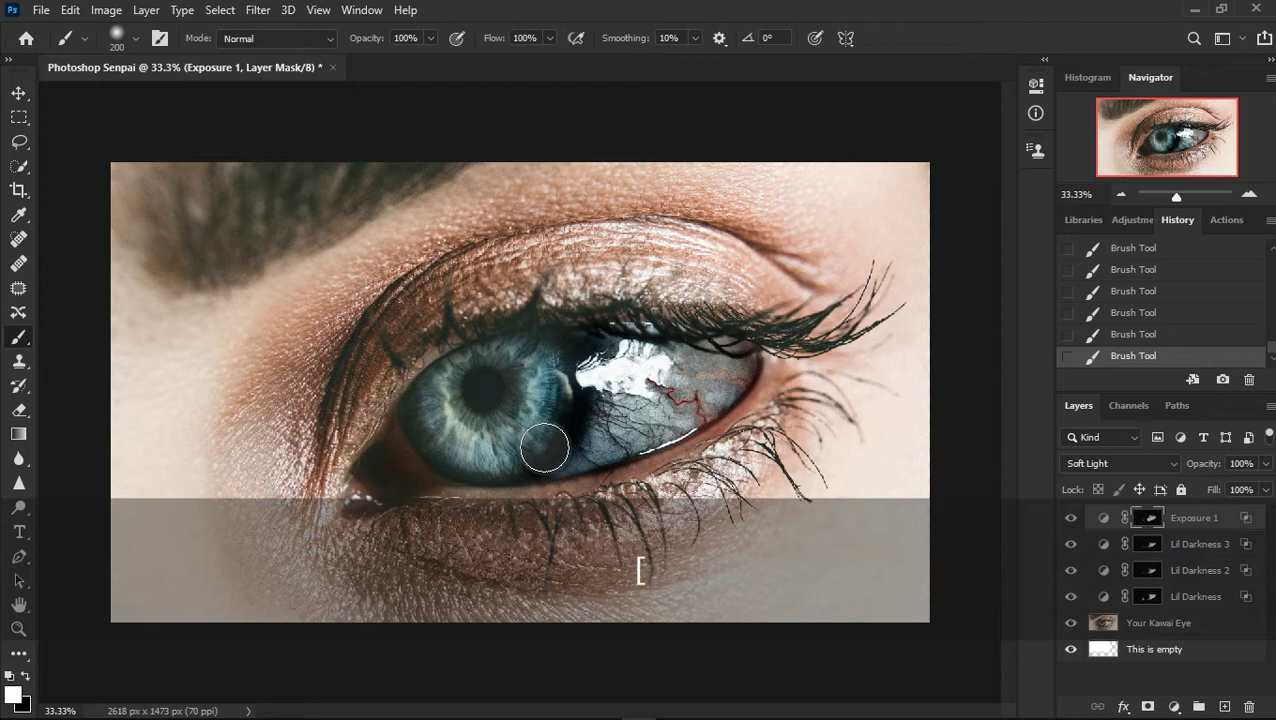 Ps File Edit Image Layer Type Select Filter 3D View Window Help
200 Mode: Normal Opacity: 100% Flow: 100% Smoothing: 10% 0°
Photoshop Senpai @ 33.3% (Exposure 1, Layer Mask/8) * ×
Histogram Navigator
33.33%
Libraries Adjustme History Actions
Brush Tool
Brush Tool
Brush Tool
Brush Tool
Brush Tool
Brush Tool
Layers Channels Paths
Kind
Soft Light Opacity: 100%
Lock: Fill: 100%
Exposure 1
Lil Darkness 3
Lil Darkness 2
Lil Darkness
Your Kawai Eye
This is empty
[
33.33% 2618 px x 1473 px (70 ppi)